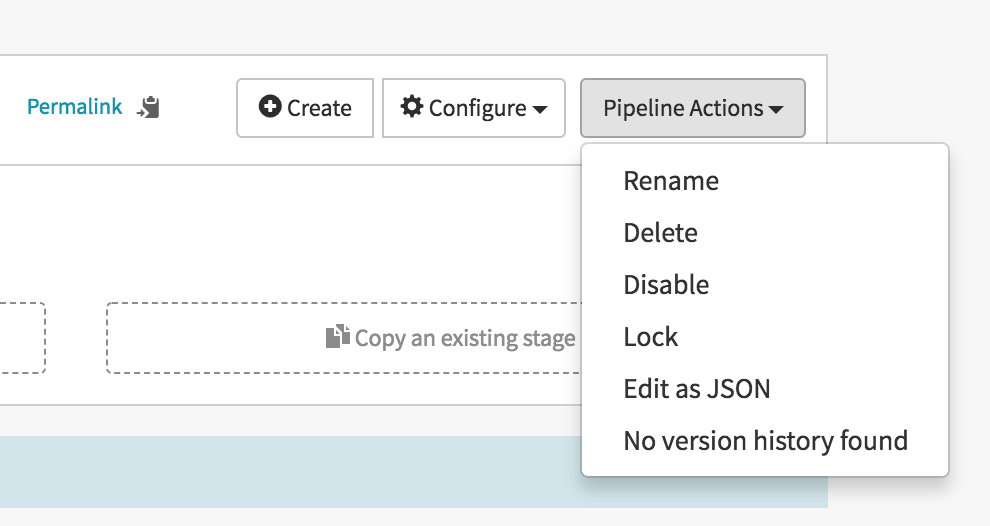 Permalink
Create
Configure
Pipeline Actions
Rename
Delete
Disable
Copy an existing stage
Lock
Edit as JSON
No version history found